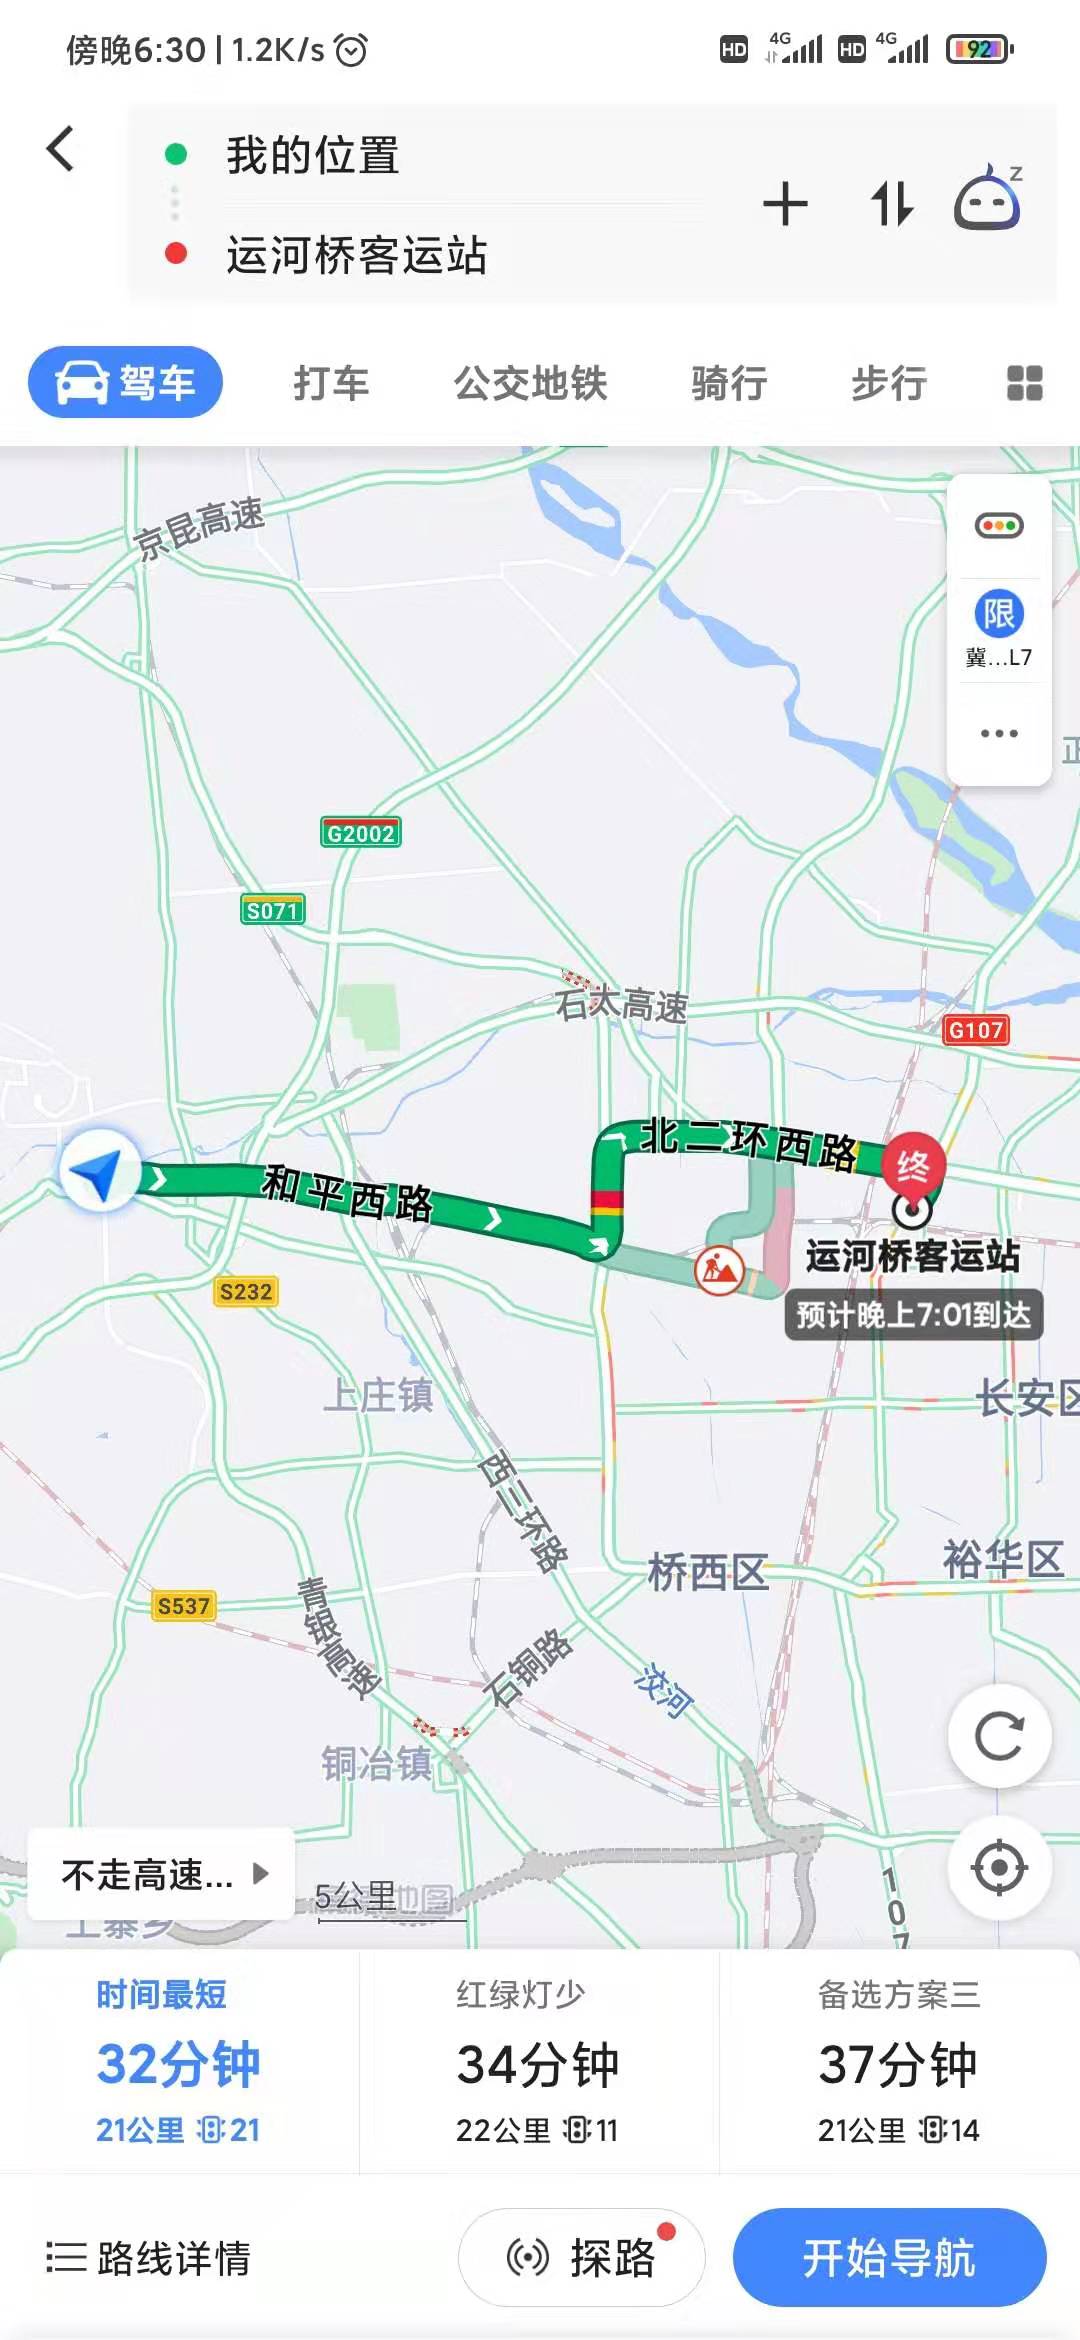 傍晚6:30 | 1.2K/s
HD 4G HD 4G 92
我的位置
z
运河桥客运站
驾车 打车 公交地铁 骑行 步行
京昆高速
限
冀...L7
G2002
S071
石太高速
G107
北二环西路
和平西路
终
运河桥客运站
预计晚上7:01到达
S232
上庄镇
长安区
西三环路
桥西区
裕华区
S537
青银高速
石铜路
洨河
铜冶镇
不走高速...
5公里
107
时间最短 红绿灯少 备选方案三
32分钟 34分钟 37分钟
21公里 21 22公里 11 21公里 14
路线详情 探路 开始导航